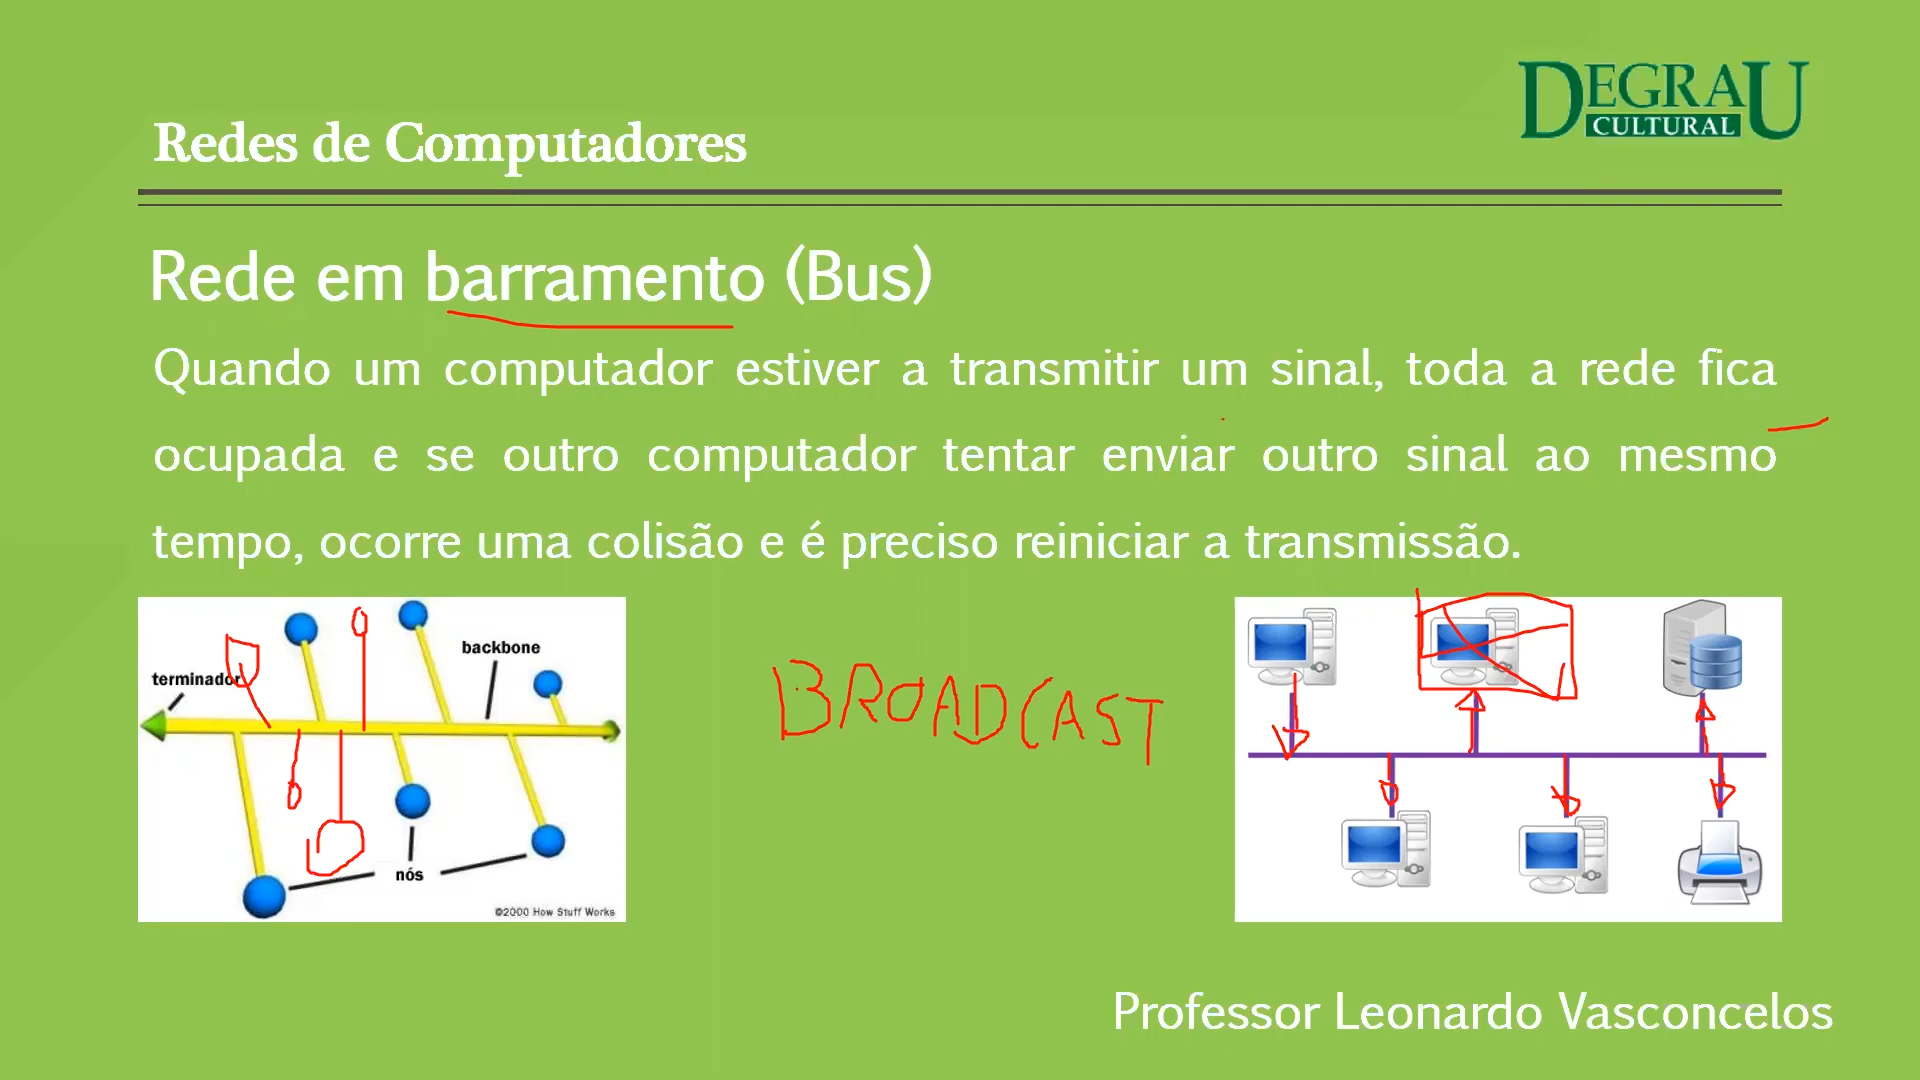 DEGRAU
CULTURAL
Redes de Computadores
Rede em barramento (Bus)
Quando um computador estiver a transmitir um sinal, toda a rede fica
ocupada e se outro computador tentar enviar outro sinal ao mesmo
tempo, ocorre uma colisão e é preciso reiniciar a transmissão.
backbone
terminador
nós
©2000 How Stuff Works
BROADCAST
Professor Leonardo Vasconcelos